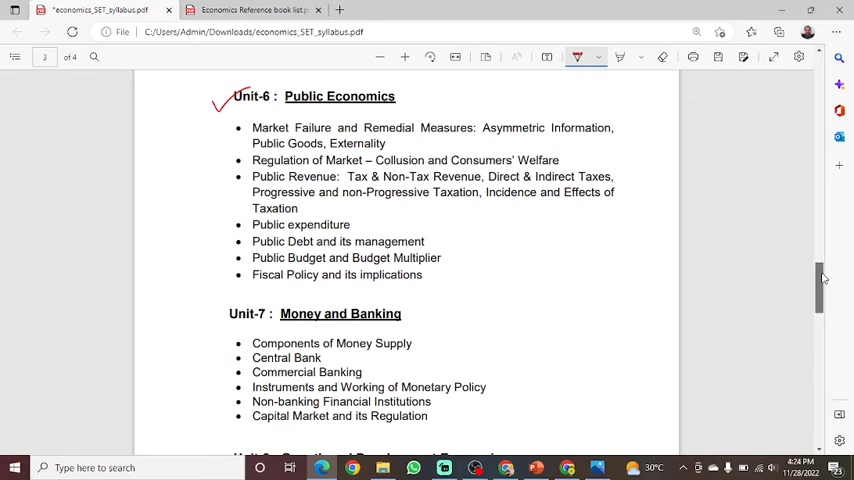 *economics_SET_syllabus.pdf
Economics Reference book list.p
File
C:/Users/Admin/Downloads/economics_SET_syllabus.pdf
3 of 4
Unit-6 : Public Economics
• Market Failure and Remedial Measures: Asymmetric Information,
Public Goods, Externality
• Regulation of Market – Collusion and Consumers' Welfare
• Public Revenue: Tax & Non-Tax Revenue, Direct & Indirect Taxes,
Progressive and non-Progressive Taxation, Incidence and Effects of
Taxation
• Public expenditure
• Public Debt and its management
• Public Budget and Budget Multiplier
• Fiscal Policy and its implications
Unit-7 : Money and Banking
• Components of Money Supply
• Central Bank
• Commercial Banking
• Instruments and Working of Monetary Policy
• Non-banking Financial Institutions
• Capital Market and its Regulation
Type here to search
30°C
4:24 PM
11/28/2022
23